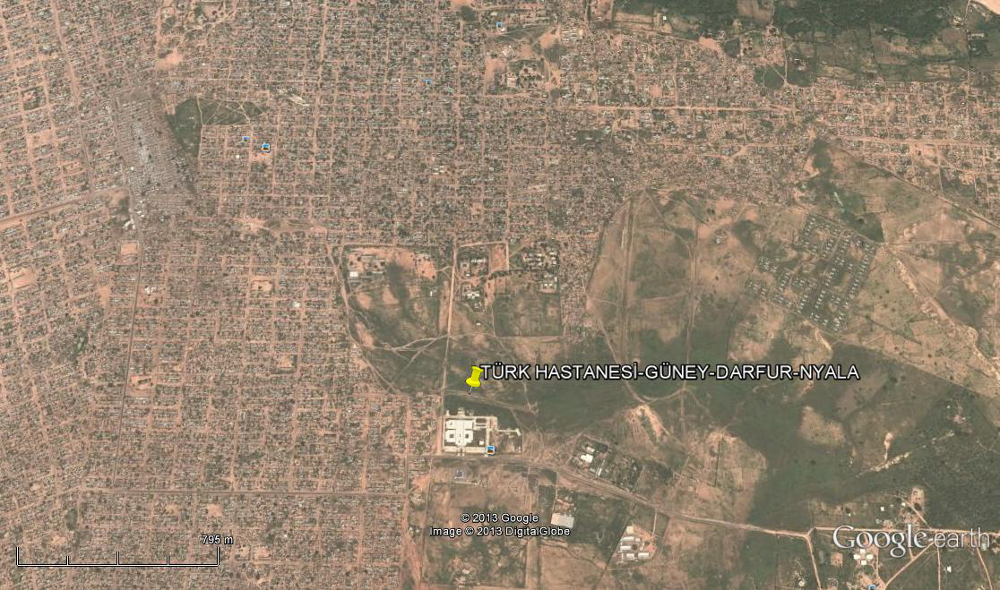 TÜRK HASTANESİ-GÜNEY-DARFUR-NYALA
© 2013 Google
Image © 2013 DigitalGlobe
795 m
Google earth